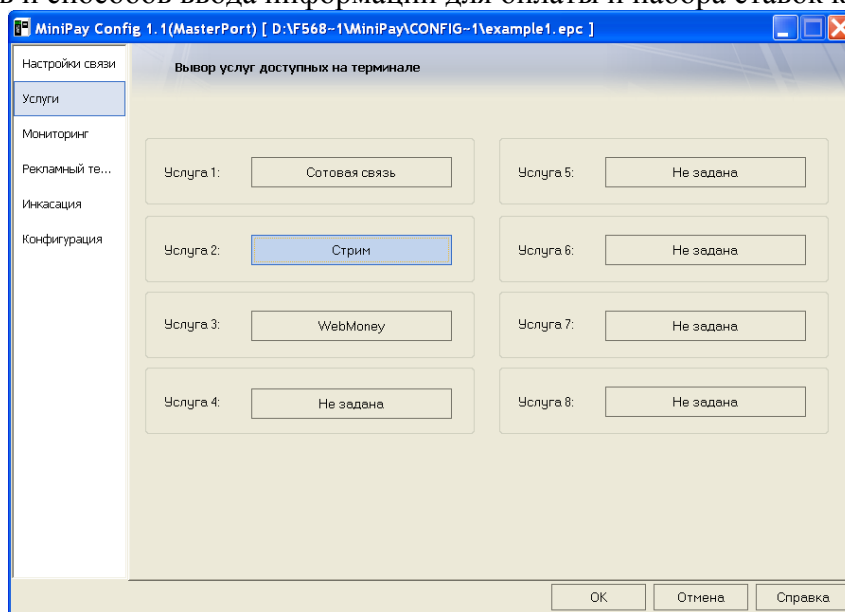 в и способов ввода информации для оплаты и набора ставок к
MiniPay Config 1.1(MasterPort) [ D:\F568~1\MiniPay\CONFIG~1\example1.epc ]
Настройки связи
Услуги
Мониторинг
Рекламный те...
Инкасация
Конфигурация
Вывор услуг доступных на терминале
Услуга 1: Сотовая связь
Услуга 5: Не задана
Услуга 2: Стрим
Услуга 6: Не задана
Услуга 3: WebMoney
Услуга 7: Не задана
Услуга 4: Не задана
Услуга 8: Не задана
OK Отмена Справка